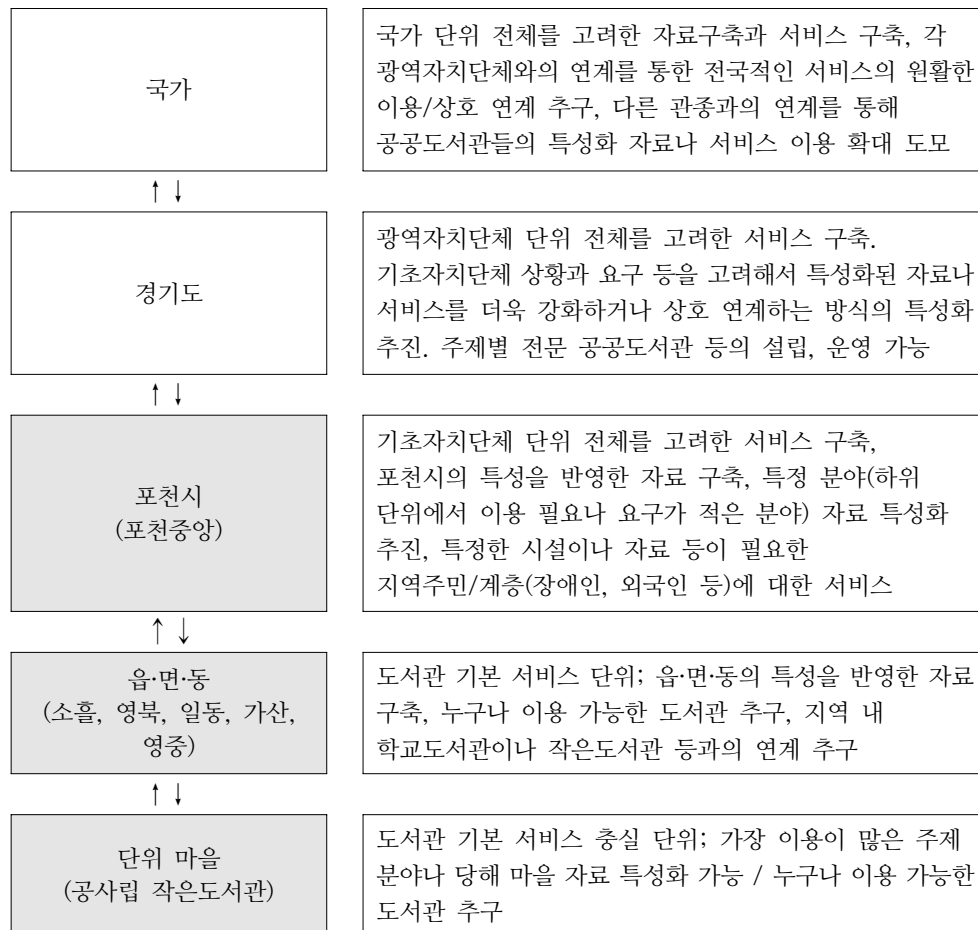 국가
국가 단위 전체를 고려한 자료구축과 서비스 구축, 각
광역자치단체와의 연계를 통한 전국적인 서비스의 원활한
이용/상호 연계 추구, 다른 관종과의 연계를 통해
공공도서관들의 특성화 자료나 서비스 이용 확대 도모
↑ ↓
경기도
광역자치단체 단위 전체를 고려한 서비스 구축.
기초자치단체 상황과 요구 등을 고려해서 특성화된 자료나
서비스를 더욱 강화하거나 상호 연계하는 방식의 특성화
추진. 주제별 전문 공공도서관 등의 설립, 운영 가능
↑ ↓
포천시
(포천중앙)
기초자치단체 단위 전체를 고려한 서비스 구축,
포천시의 특성을 반영한 자료 구축, 특정 분야(하위
단위에서 이용 필요나 요구가 적은 분야) 자료 특성화
추진, 특정한 시설이나 자료 등이 필요한
지역주민/계층(장애인, 외국인 등)에 대한 서비스
↑ ↓
읍·면·동
(소흘, 영북, 일동, 가산,
영중)
도서관 기본 서비스 단위; 읍·면·동의 특성을 반영한 자료
구축, 누구나 이용 가능한 도서관 추구, 지역 내
학교도서관이나 작은도서관 등과의 연계 추구
↑ ↓
단위 마을
(공사립 작은도서관)
도서관 기본 서비스 충실 단위; 가장 이용이 많은 주제
분야나 당해 마을 자료 특성화 가능 / 누구나 이용 가능한
도서관 추구